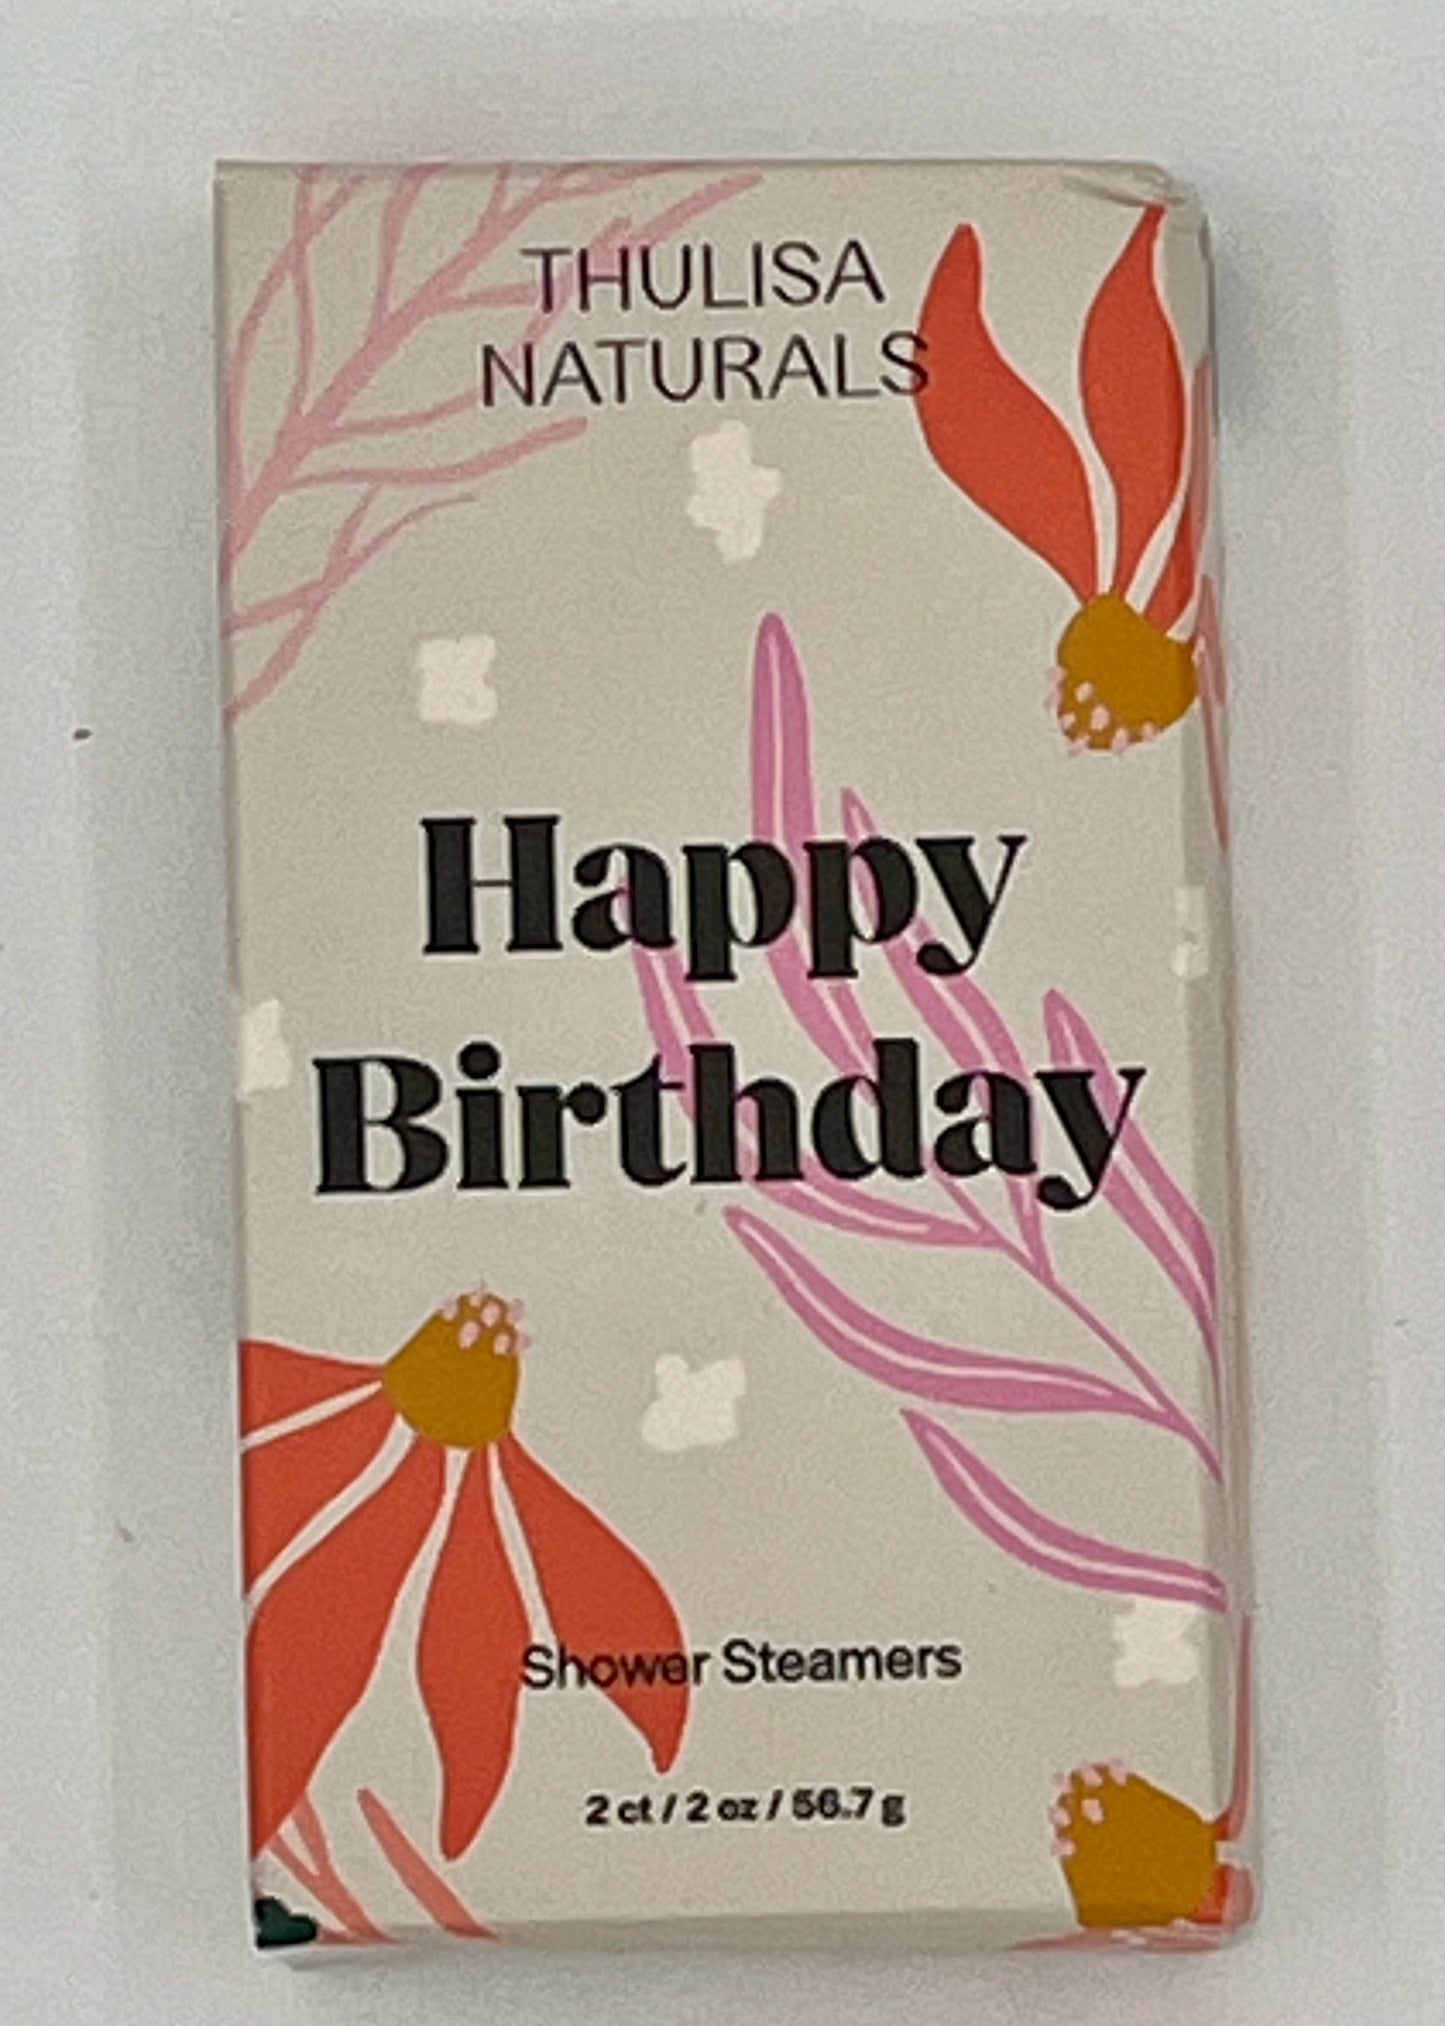 THULISA
NATURALS
Happy
Birthday
Shower Steamers
2 ct / 2 oz / 56.7 g